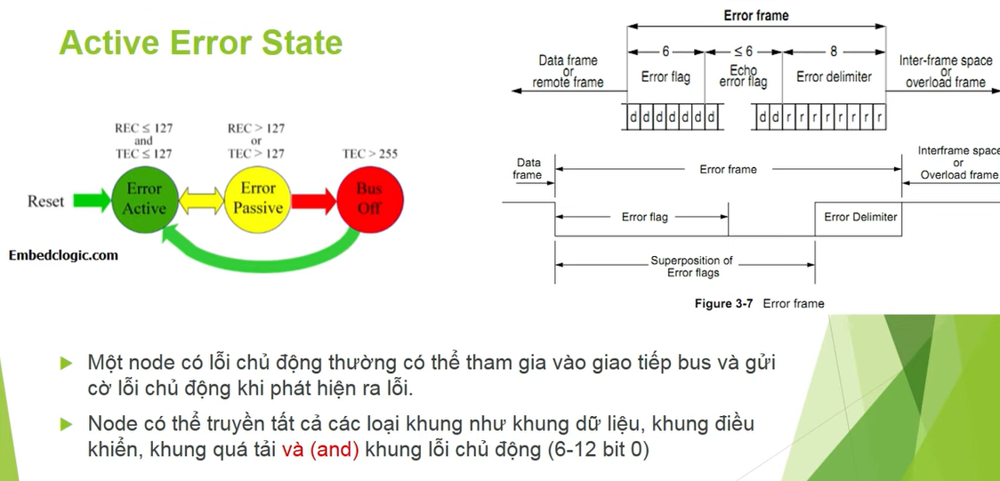 Active Error State
REC ≤ 127
and
TEC ≤ 127
REC > 127
or
TEC > 127
TEC > 255
Reset
Error
Active
Error
Passive
Bus
Off
Embedclogic.com
Error frame
6
≤ 6
8
Data frame
or
remote frame
Error flag
Echo
error flag
Error delimiter
Inter-frame space
or
overload frame
d d d d d d d
d d r r r r r r r r
Data
frame
Error frame
Interframe space
or
Overload frame
Error flag
Error Delimiter
Superposition of
Error flags
Figure 3-7 Error frame
Một node có lỗi chủ động thường có thể tham gia vào giao tiếp bus và gửi
cờ lỗi chủ động khi phát hiện ra lỗi.
Node có thể truyền tất cả các loại khung như khung dữ liệu, khung điều
khiển, khung quá tải và (and) khung lỗi chủ động (6-12 bit 0)